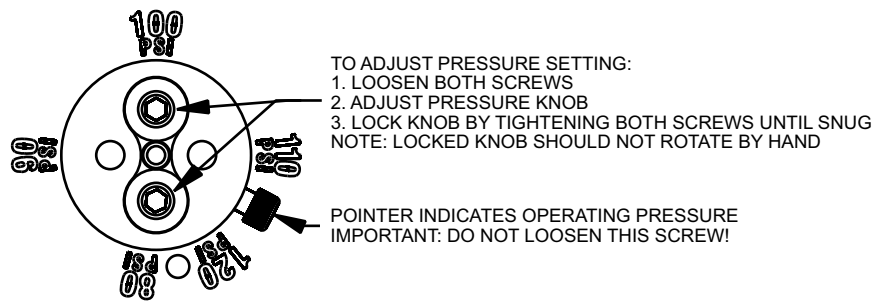 100
PSI
TO ADJUST PRESSURE SETTING:
1. LOOSEN BOTH SCREWS
2. ADJUST PRESSURE KNOB
3. LOCK KNOB BY TIGHTENING BOTH SCREWS UNTIL SNUG
NOTE: LOCKED KNOB SHOULD NOT ROTATE BY HAND
90
PSI
110
PSI
POINTER INDICATES OPERATING PRESSURE
IMPORTANT: DO NOT LOOSEN THIS SCREW!
80
PSI
120
PSI